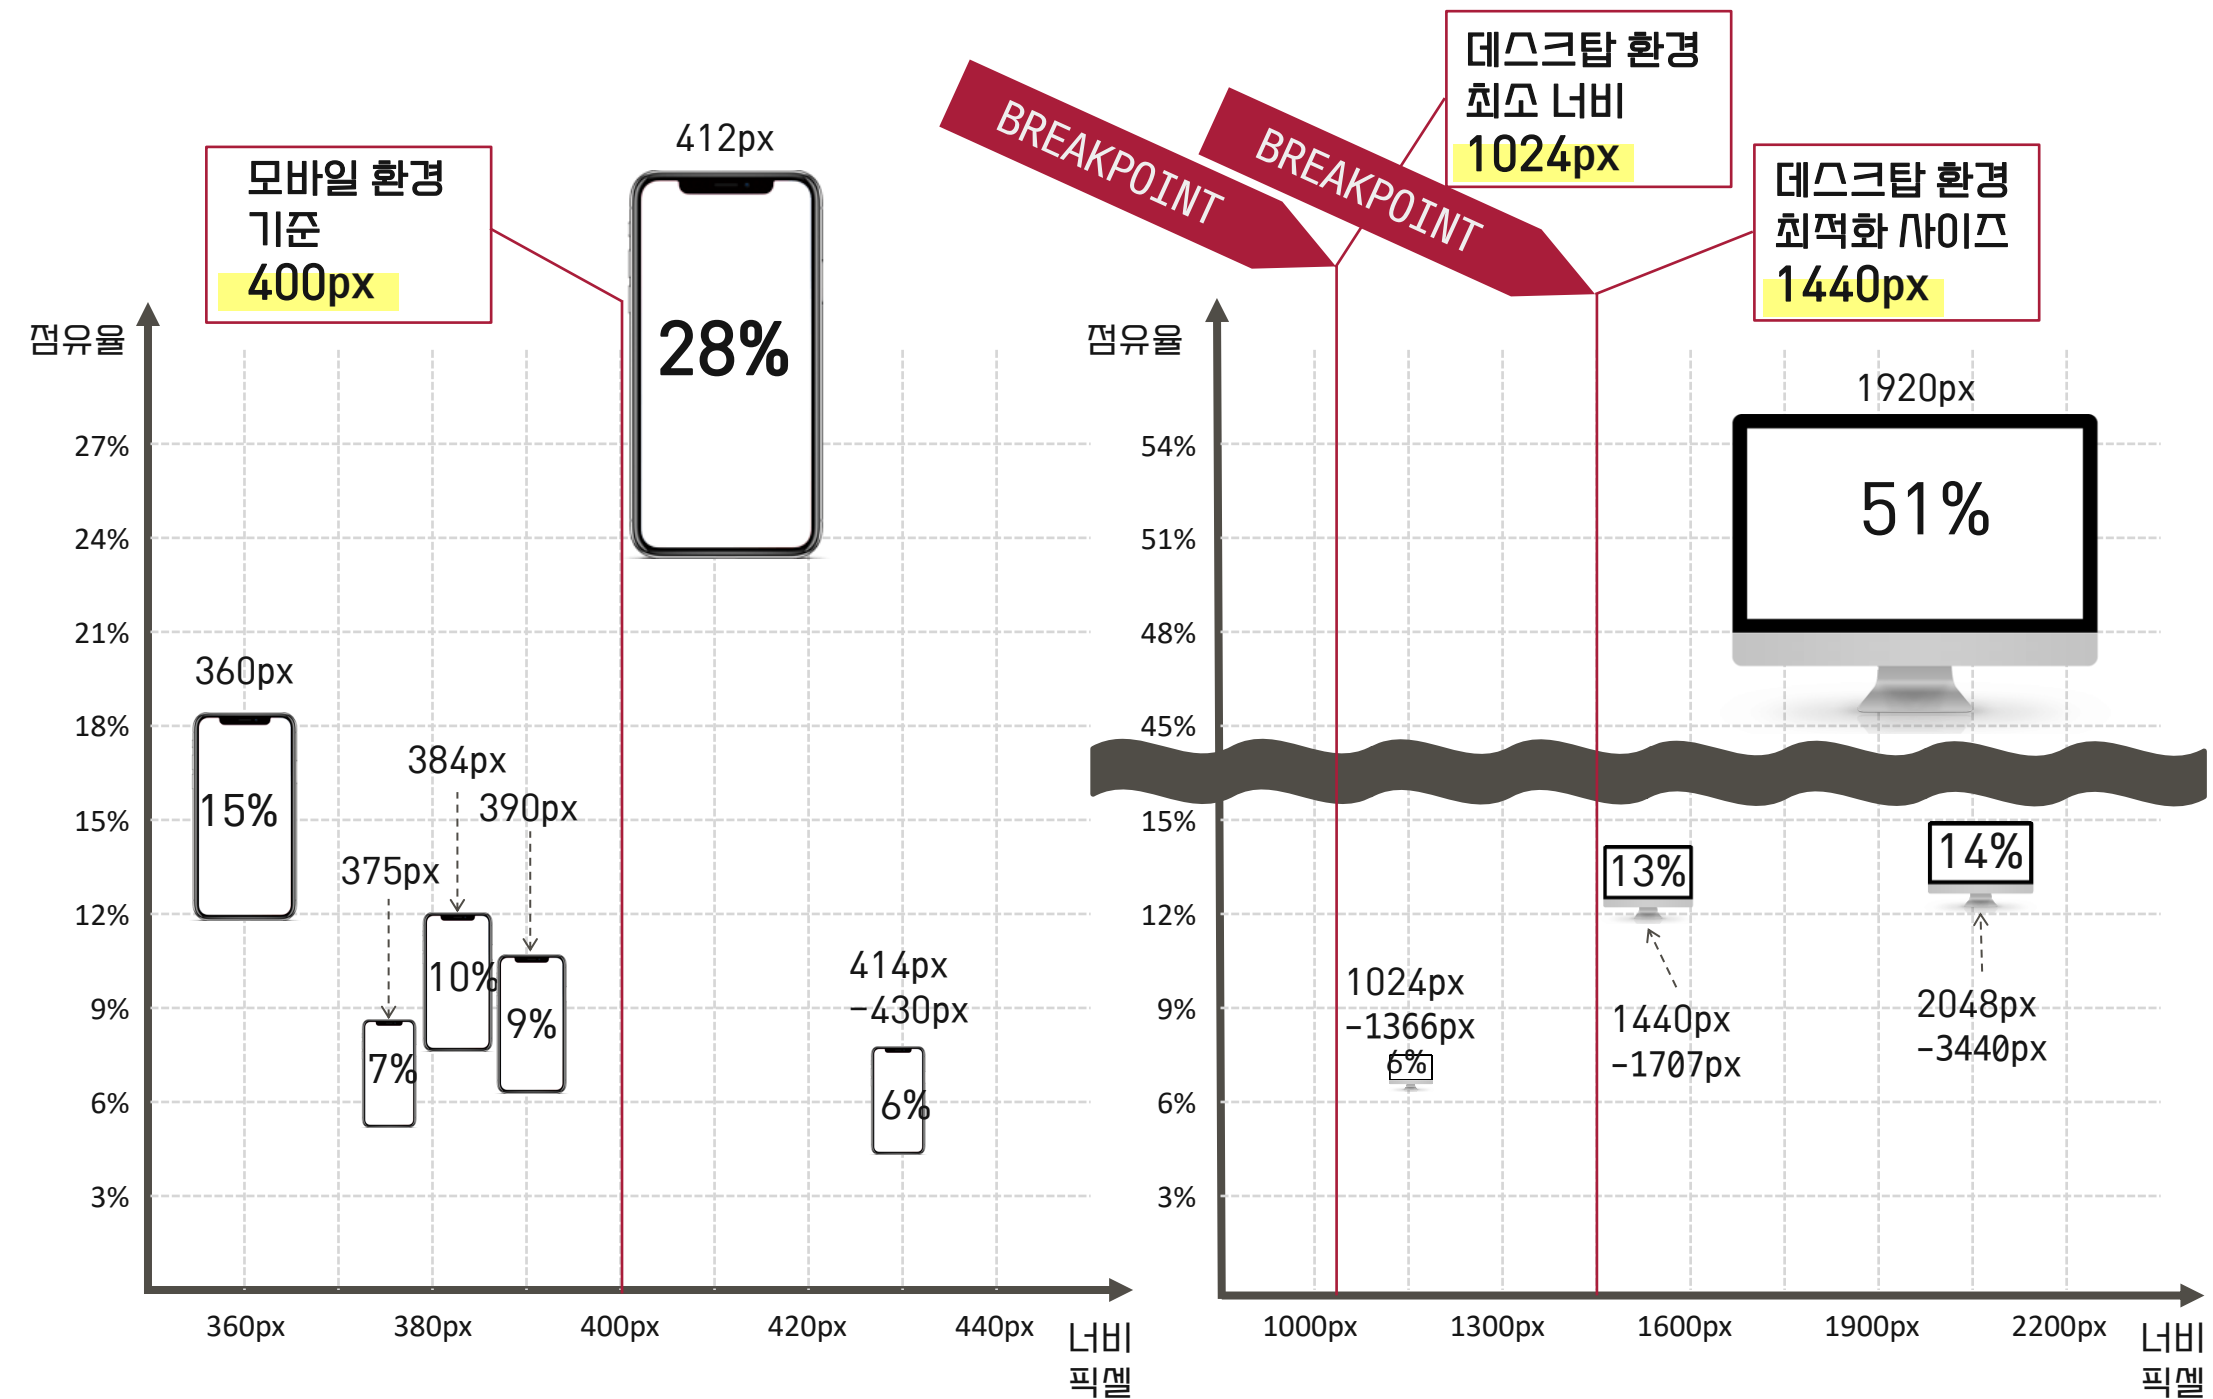 모바일 환경
기준
400px
412px
28%
점유율
27%
24%
21%
18%
15%
12%
9%
6%
3%
360px
15%
384px
390px
375px
10%
9%
7%
414px
-430px
6%
360px
380px
400px
420px
440px
너비
픽셀
BREAKPOINT
BREAKPOINT
데스크탑 환경
최소 너비
1024px
데스크탑 환경
최적화 사이즈
1440px
점유율
54%
51%
48%
45%
15%
12%
9%
6%
3%
1920px
51%
13%
14%
1024px
-1366px
6%
1440px
-1707px
2048px
-3440px
1000px
1300px
1600px
1900px
2200px
너비
픽셀